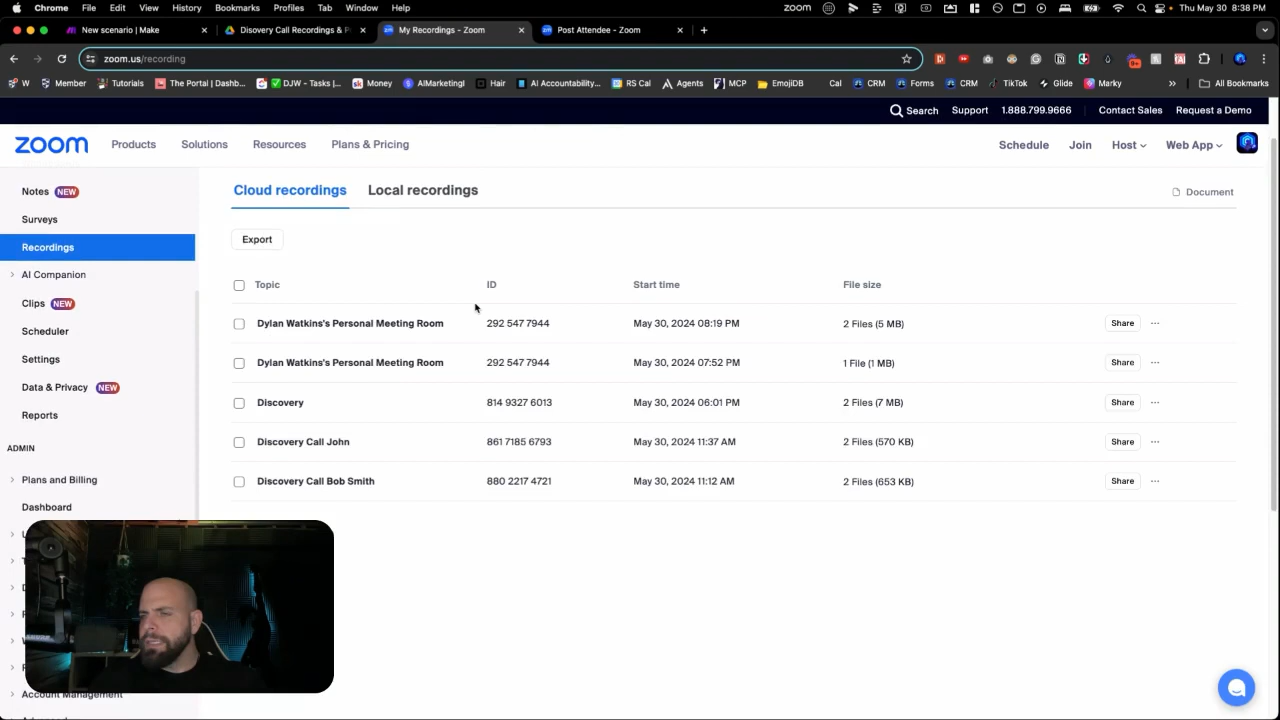 Chrome File Edit View History Bookmarks Profiles Tab Window Help
zoom
Thu May 30 8:38 PM
New scenario | Make
Disovery Call Recordings & P
My Recordings - Zoom
Post Attendee - Zoom
zoom.us/recording
W
Member
Tutorials
The Portal | Dashb...
DJW - Tasks |...
Money
AIMarketingI
Hair
AI Accountability...
RS Cal
Agents
MCP
EmojiDB
Cal
CRM
Forms
CRM
TikTok
Glide
Marky
»
All Bookmarks
Search Support 1.888.799.9666 Contact Sales Request a Demo
zoom Products Solutions Resources Plans & Pricing Schedule Join Host Web App
Notes NEW
Surveys
Recordings
AI Companion
Clips NEW
Scheduler
Settings
Data & Privacy NEW
Reports
ADMIN
Plans and Billing
Dashboard
Account Management
Cloud recordings Local recordings Document
Export
Topic ID Start time File size
Dylan Watkins's Personal Meeting Room 292 547 7944 May 30, 2024 08:19 PM 2 Files (5 MB) Share ...
Dylan Watkins's Personal Meeting Room 292 547 7944 May 30, 2024 07:52 PM 1 File (1 MB) Share ...
Discovery 814 9327 6013 May 30, 2024 06:01 PM 2 Files (7 MB) Share ...
Discovery Call John 861 7185 6793 May 30, 2024 11:37 AM 2 Files (570 KB) Share ...
Discovery Call Bob Smith 880 2217 4721 May 30, 2024 11:12 AM 2 Files (653 KB) Share ...